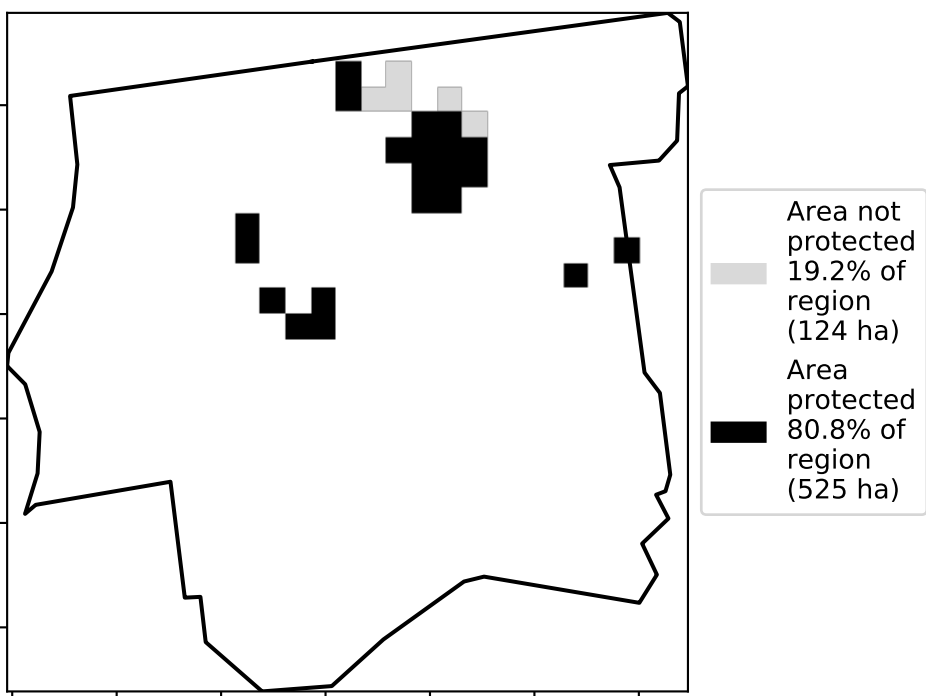 Area not
protected
19.2% of
region
(124 ha)
Area
protected
80.8% of
region
(525 ha)